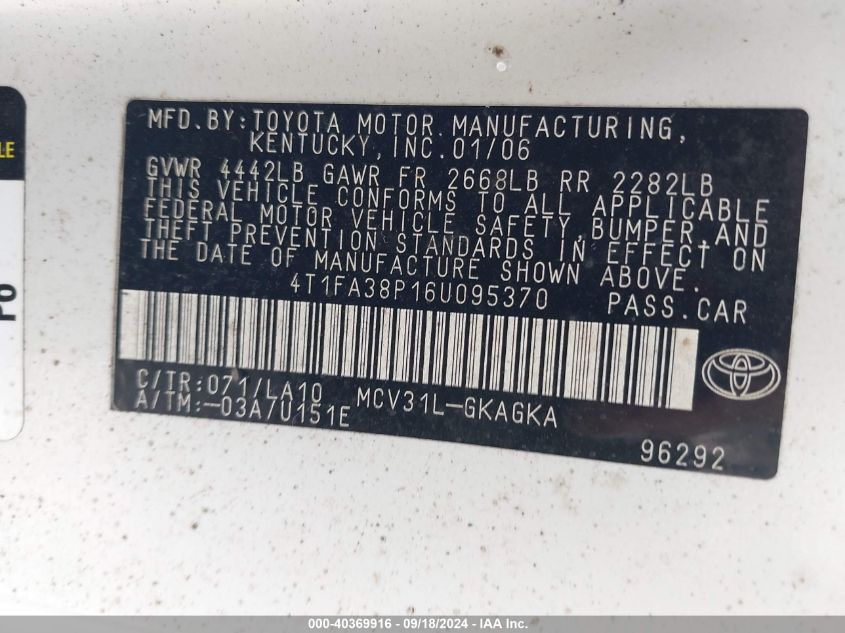 MFD.BY:TOYOTA MOTOR MANUFACTURING,
KENTUCKY, INC. 01/06
GVWR 4442LB GAWR FR 2668LB RR 2282LB
THIS VEHICLE CONFORMS TO ALL APPLICABLE
FEDERAL MOTOR VEHICLE SAFETY, BUMPER, AND
THEFT PREVENTION STANDARDS IN EFFECT ON
THE DATE OF MANUFACTURE SHOWN ABOVE.
4T1FA38P16U095370 PASS.CAR
C/TR:071/LA10 MCV31L-GKAGKA
A/TM:-03A/U151E
96292
LE
P6
000-40369916 - 09/18/2024 - IAA Inc.